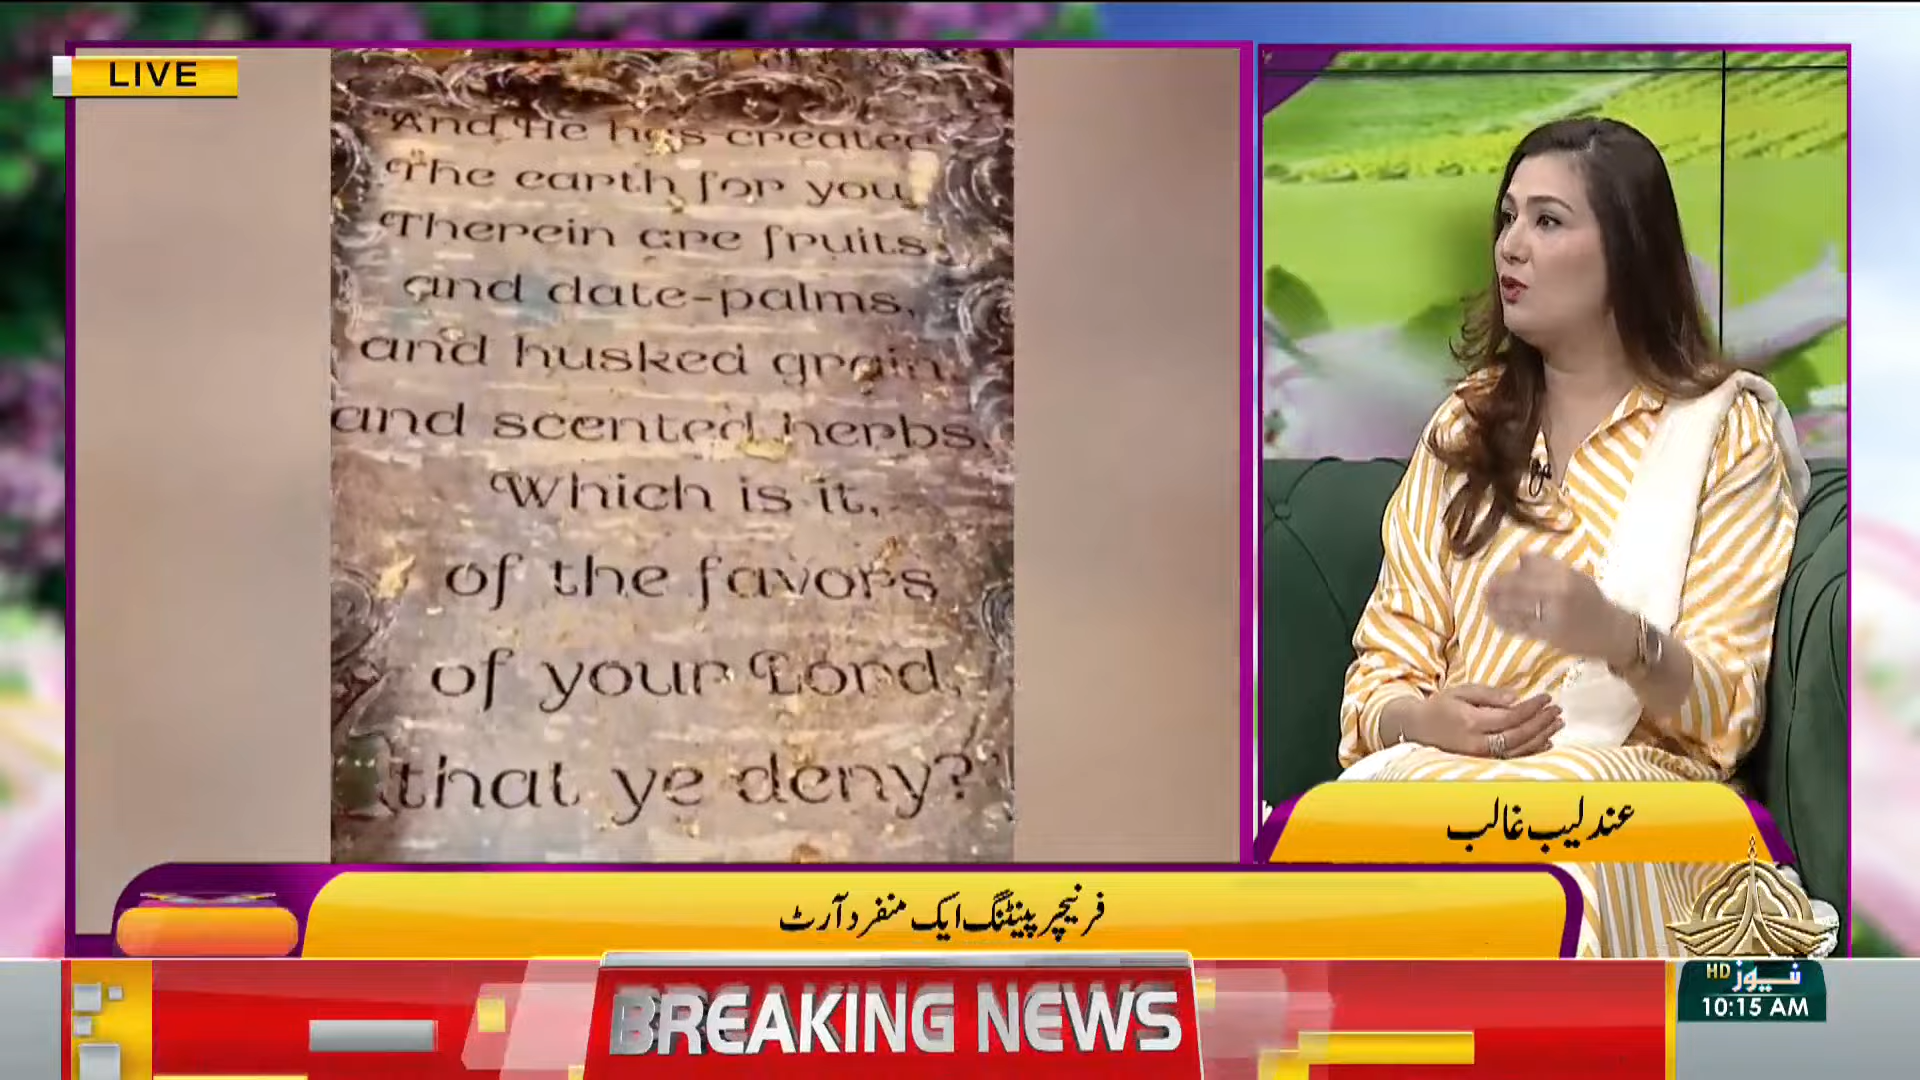 LIVE
"And He has created
The earth for you,
Therein are fruits
and date-palms,
and husked grain,
and scented herbs,
Which is it,
of the favors
of your Lord,
that ye deny?"
عندلیب غالب
فرنیچر پینٹنگ ایک منفرد آرٹ
BREAKING NEWS
نیوز HD
10:15 AM